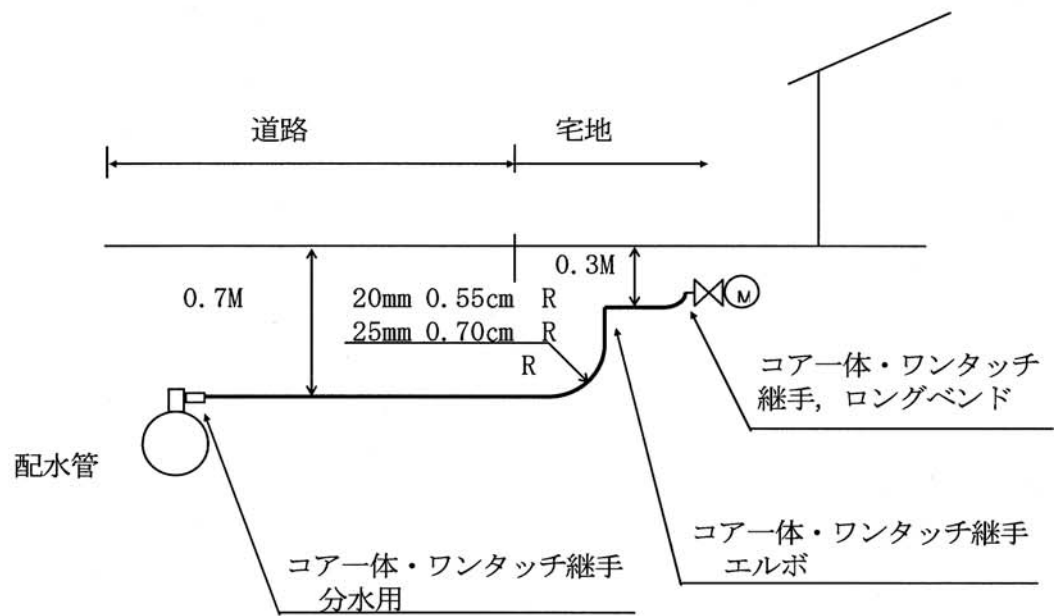 道路
宅地
0.7M
0.3M
20mm 0.55cm R
25mm 0.70cm R
R
M
コア一体・ワンタッチ
継手，ロングベンド
配水管
コア一体・ワンタッチ継手
エルボ
コア一体・ワンタッチ継手
分水用